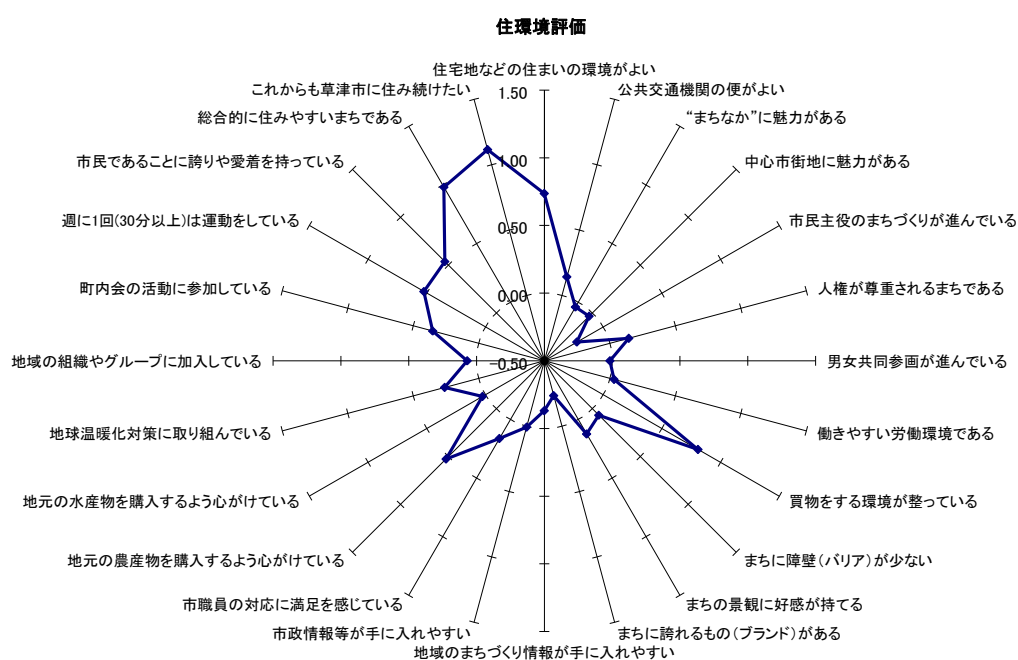 住環境評価
住宅地などの住まいの環境がよい
これからも草津市に住み続けたい
公共交通機関の便がよい
1.50
総合的に住みやすいまちである
“まちなか”に魅力がある
市民であることに誇りや愛着を持っている
1.00
中心市街地に魅力がある
週に1回(30分以上)は運動をしている
0.50
市民主役のまちづくりが進んでいる
町内会の活動に参加している
0.00
人権が尊重されるまちである
地域の組織やグループに加入している
-0.50
男女共同参画が進んでいる
地球温暖化対策に取り組んでいる
働きやすい労働環境である
地元の水産物を購入するよう心がけている
買物をする環境が整っている
地元の農産物を購入するよう心がけている
まちに障壁(バリア)が少ない
市職員の対応に満足を感じている
まちの景観に好感が持てる
市政情報等が手に入れやすい
まちに誇れるもの(ブランド)がある
地域のまちづくり情報が手に入れやすい